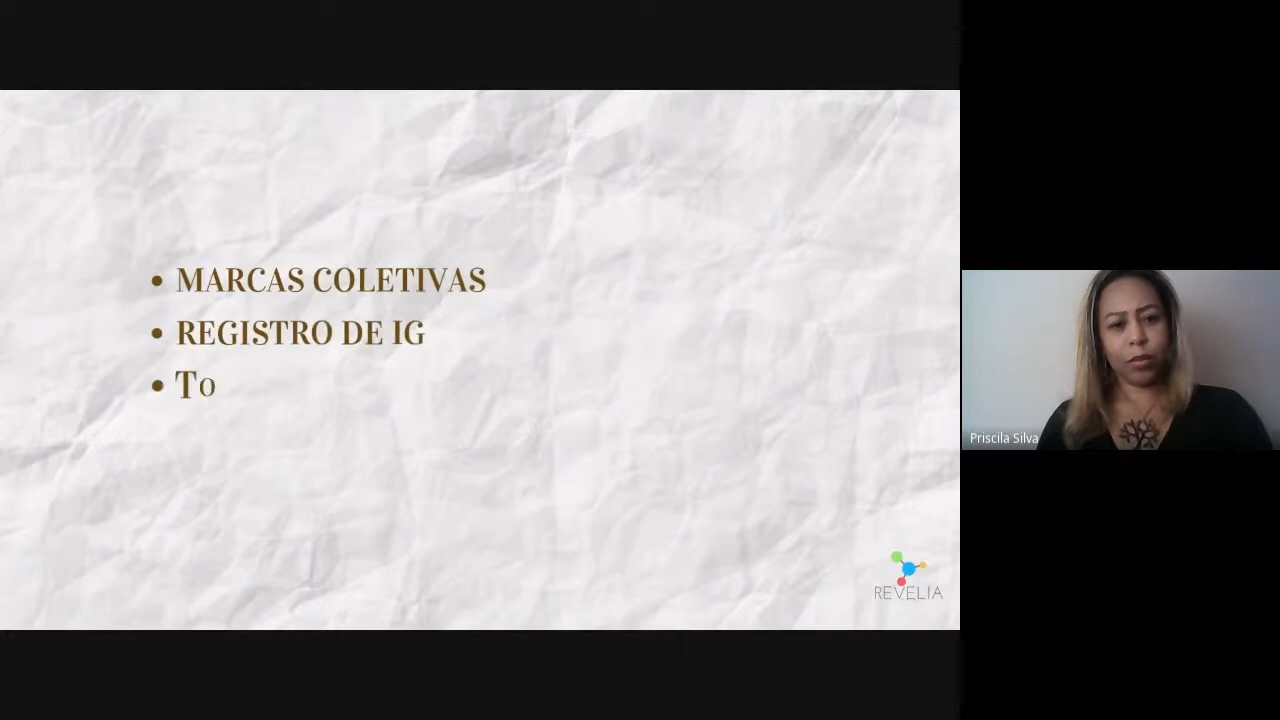 • MARCAS COLETIVAS
• REGISTRO DE IG
• To
REVELIA
Priscila Silva